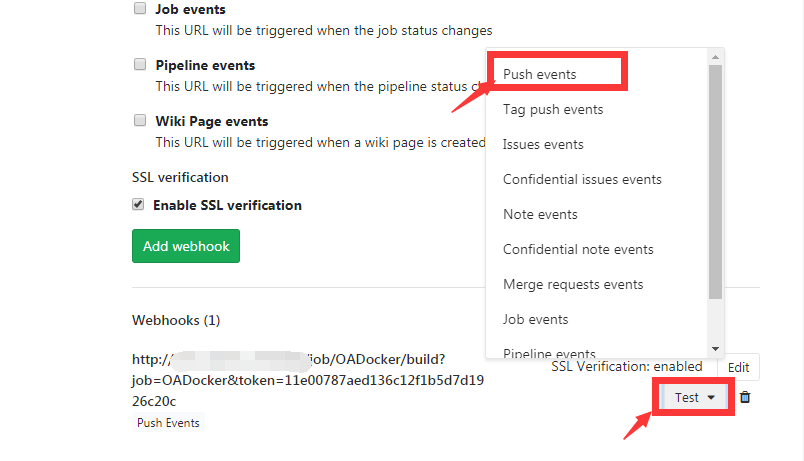 Job events
This URL will be triggered when the job status changes
Pipeline events
This URL will be triggered when the pipeline status
Wiki Page events
This URL will be triggered when a wiki page is created
SSL verification
Enable SSL verification
Add webhook
Push events
Tag push events
Issues events
Confidential issues events
Note events
Confidential note events
Merge requests events
Job events
Pipeline events
Webhooks (1)
http:/ /job/OADocker/build?
job=OADocker&token=11e00787aed136c12f1b5d7d19
26c20c
Push Events
SSL Verification: enabled
Edit
Test